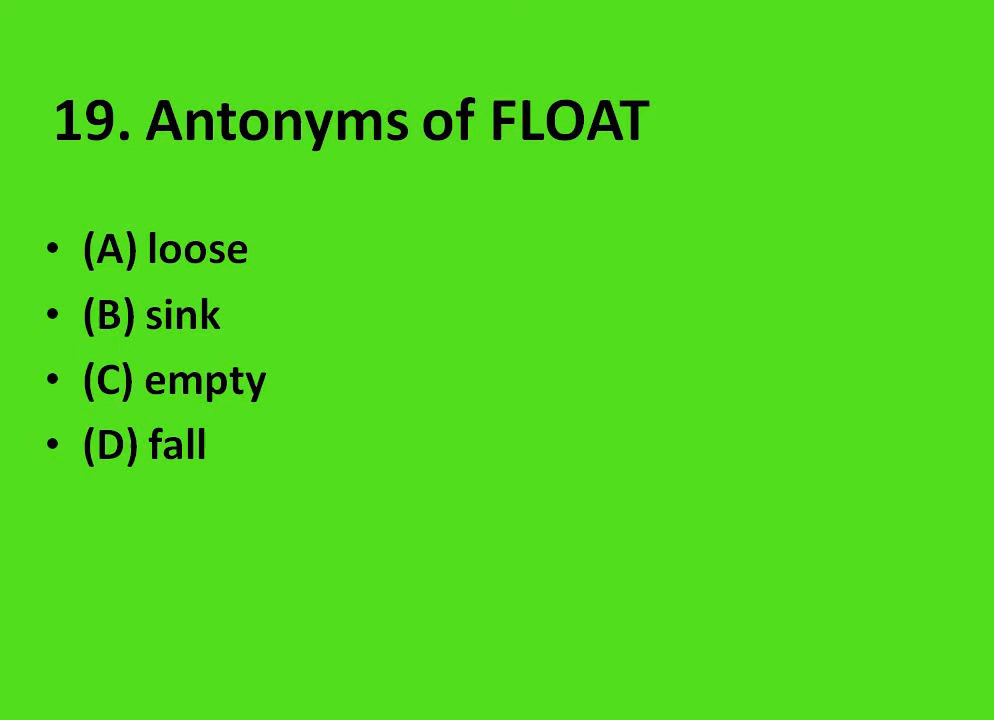 19. Antonyms of FLOAT
• (A) loose
• (B) sink
• (C) empty
• (D) fall